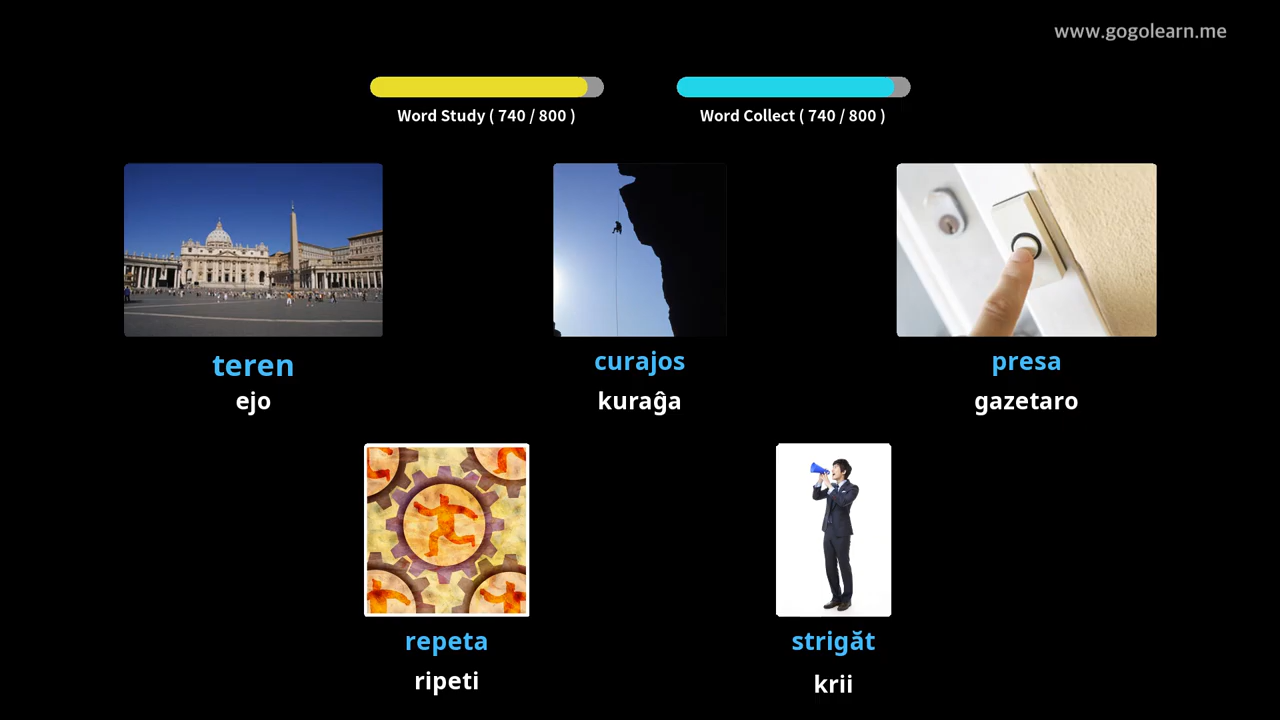 www.gogolearn.me
Word Study ( 740 / 800 )
Word Collect ( 740 / 800 )
teren
curajos
presa
ejo
kuraĝa
gazetaro
repeta
strigăt
ripeti
krii